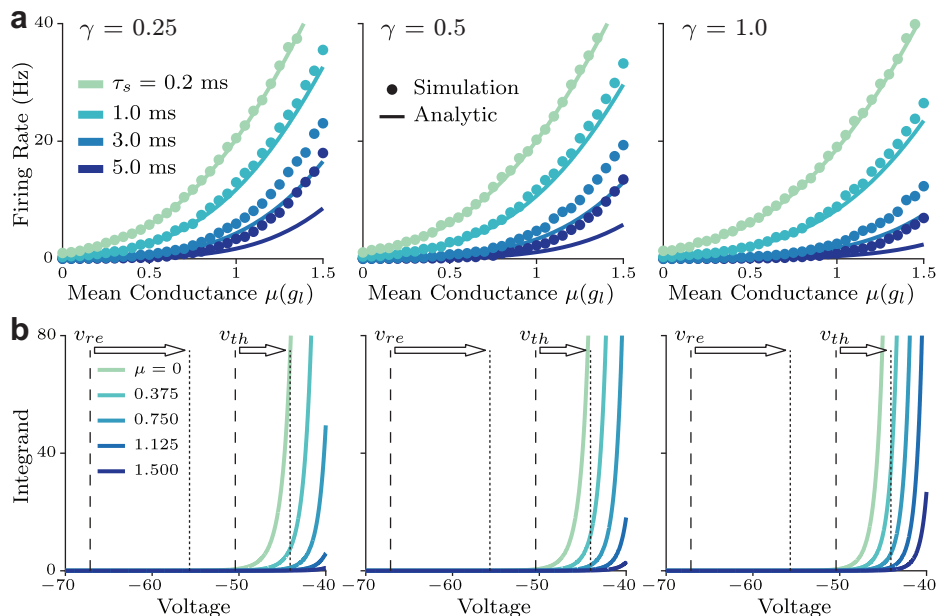 a
γ = 0.25
γ = 0.5
γ = 1.0
40
20
0
Firing Rate (Hz)
τs = 0.2 ms
1.0 ms
3.0 ms
5.0 ms
Simulation
Analytic
0 0.5 1 1.5
0 0.5 1 1.5
0 0.5 1 1.5
Mean Conductance μ(gl)
Mean Conductance μ(gl)
Mean Conductance μ(gl)
b
80
40
0
Integrand
vre vth
vre vth
vre vth
μ = 0
0.375
0.750
1.125
1.500
−70 −60 −50 −40
−70 −60 −50 −40
−70 −60 −50 −40
Voltage
Voltage
Voltage